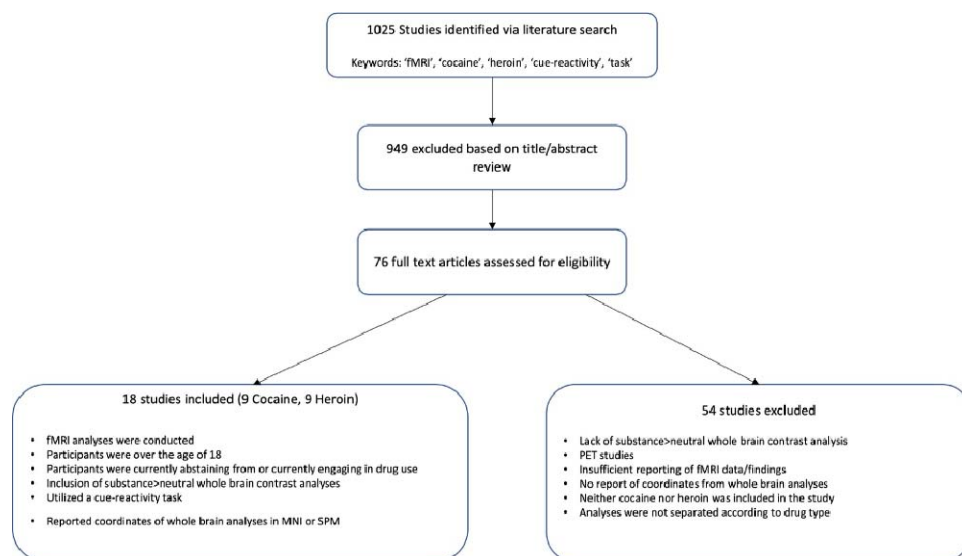 1025 Studies identified via literature search
Keywords: ‘fMRI’, ‘cocaine’, ‘heroin’, ‘cue-reactivity’, ‘task’
949 excluded based on title/abstract
review
76 full text articles assessed for eligibility
18 studies included (9 Cocaine, 9 Heroin)
• fMRI analyses were conducted
• Participants were over the age of 18
• Participants were currently abstaining from or currently engaging in drug use
• Inclusion of substance>neutral whole brain contrast analyses
• Utilized a cue-reactivity task
• Reported coordinates of whole brain analyses in MNI or SPM
54 studies excluded
• Lack of substance>neutral whole brain contrast analysis
• PET studies
• Insufficient reporting of fMRI data/findings
• No report of coordinates from whole brain analyses
• Neither cocaine nor heroin was included in the study
• Analyses were not separated according to drug type